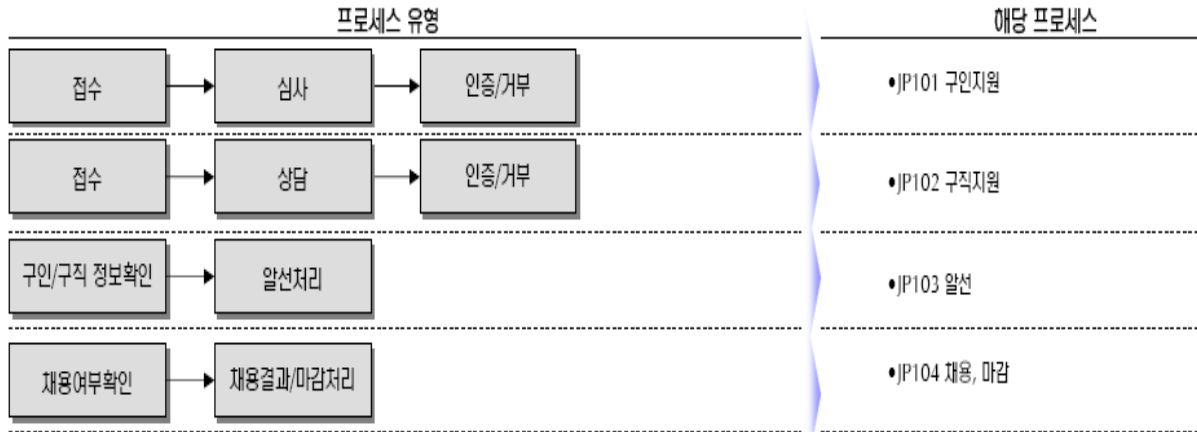 프로세스 유형
해당 프로세스
접수
심사
인증/거부
•JP101 구인지원
접수
상담
인증/거부
•JP102 구직지원
구인/구직 정보확인
알선처리
•JP103 알선
채용여부확인
채용결과/마감처리
•JP104 채용, 마감